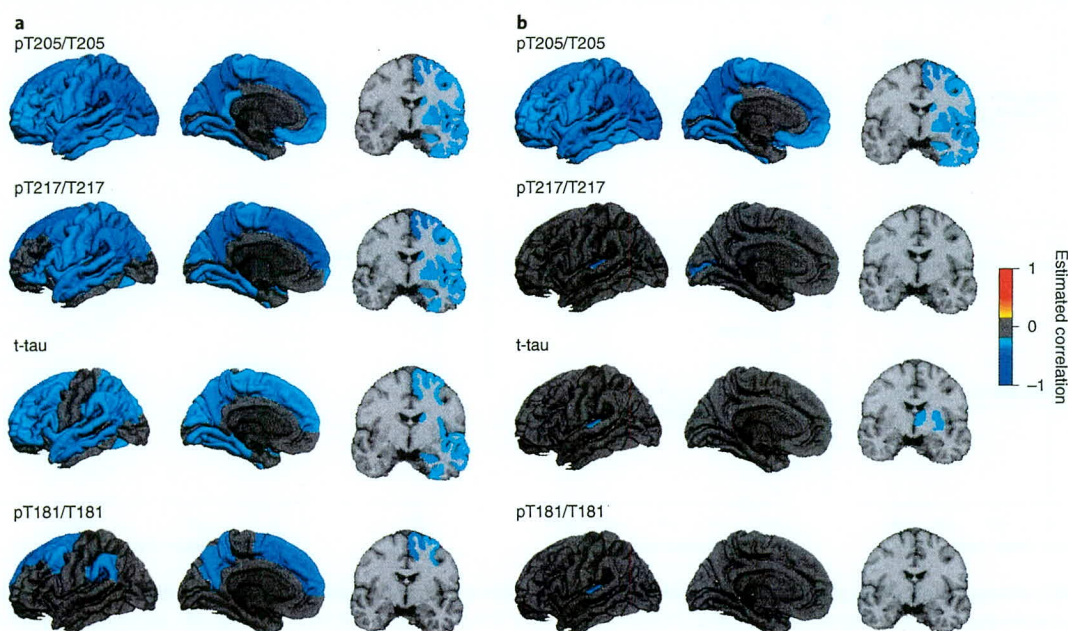 a
pT205/T205
pT217/T217
t-tau
pT181/T181
b
pT205/T205
pT217/T217
t-tau
pT181/T181
1
0
–1
Estimated correlation